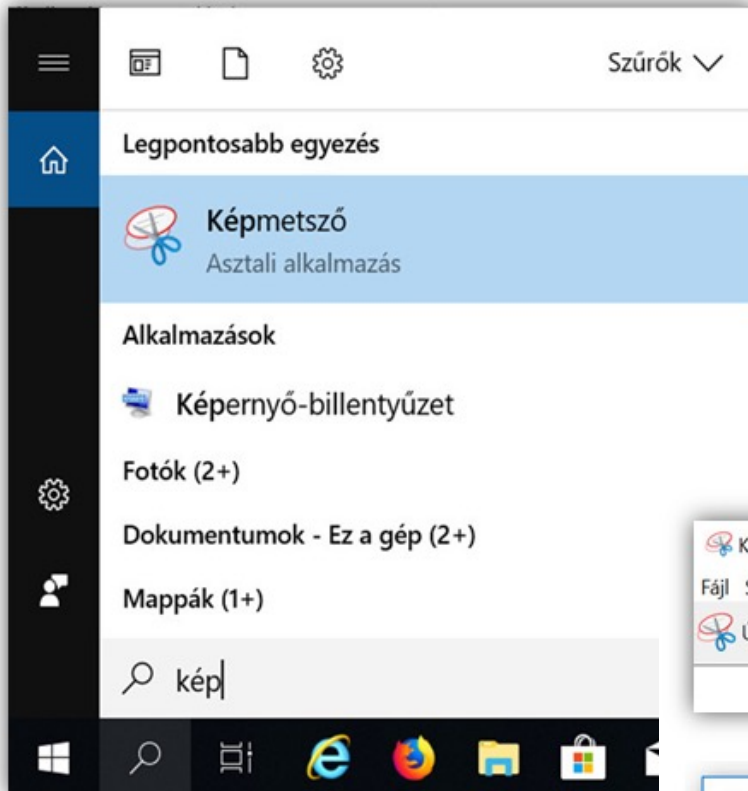 Szűrők
Legpontosabb egyezés
Képmetsző
Asztali alkalmazás
Alkalmazások
Képernyő-billentyűzet
Fotók (2+)
Dokumentumok - Ez a gép (2+)
Mappák (1+)
kép
Fájl